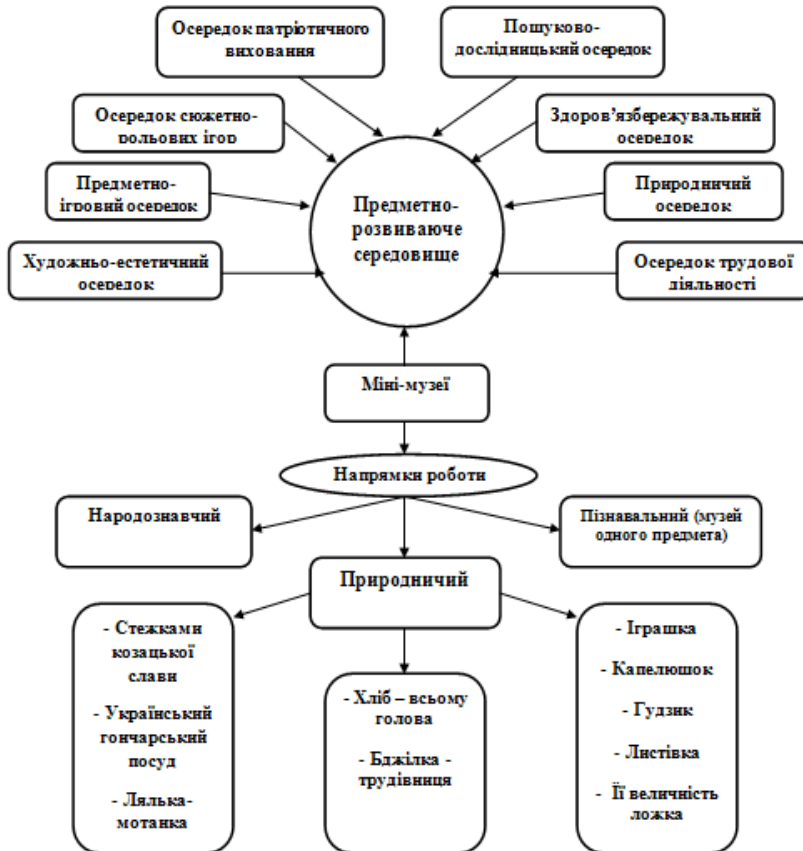 Осередок патріотичного
виховання
Пошуково-
дослідницький осередок
Осередок сюжетно-
рольових ігор
Здоров'язбережувальний
осередок
Предметно-
ігровий осередок
Природничий
осередок
Художньо-естетичний
осередок
Осередок трудової
діяльності
Предметно-
розвиваюче
середовище
Міні-музеї
Напрямки роботи
Народознавчий
Пізнавальний (музей
одного предмета)
Природничий
- Стежками
козацької
слави
- Український
гончарський
посуд
- Лялька-
мотанка
- Хліб – всьому
голова
- Бджілка -
трудівниця
- Іграшка
- Капелюшок
- Гудзик
- Листівка
- Її величність
ложка